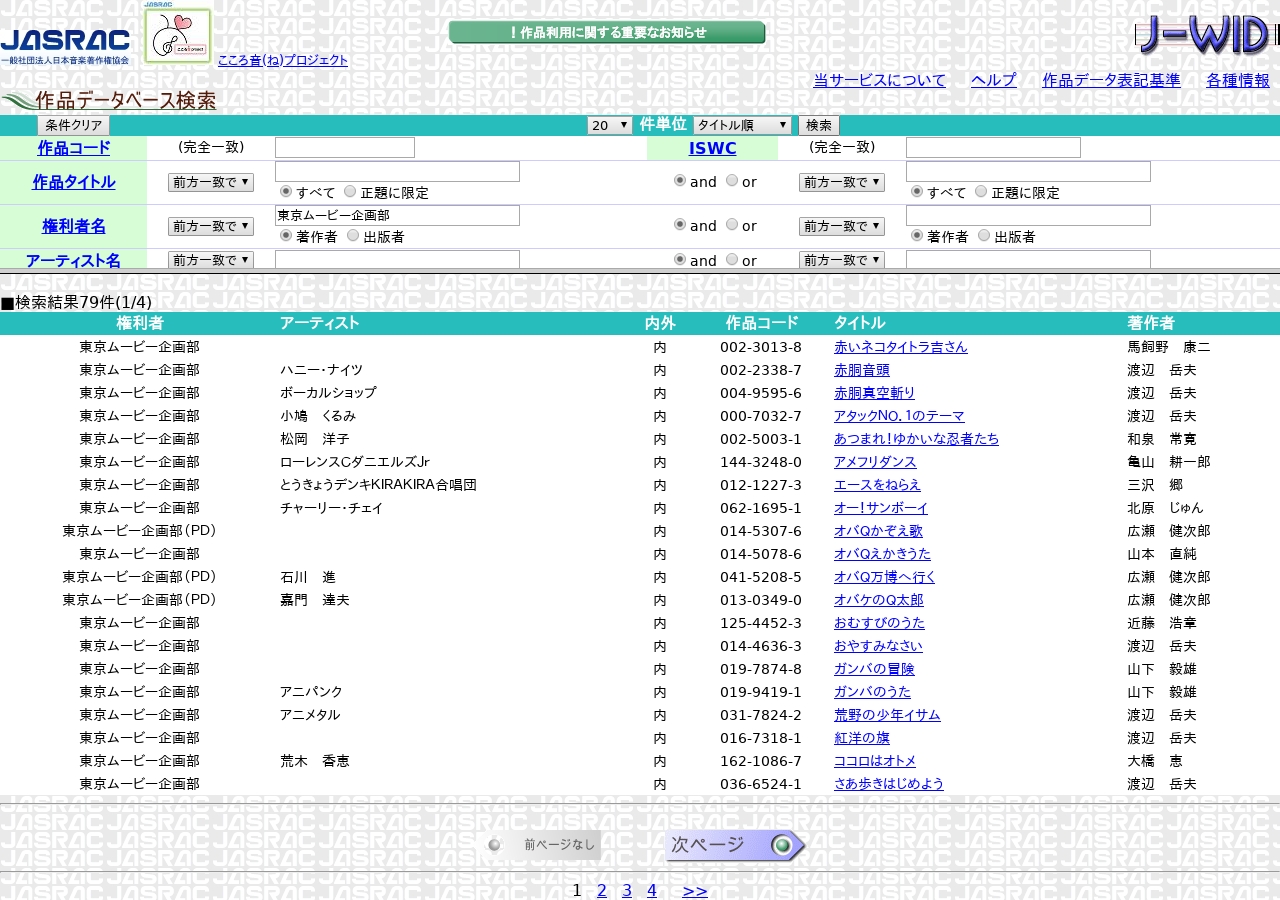 JASRAC
一般社団法人日本音楽著作権協会
JASRAC
こころ音(ね)プロジェクト
！作品利用に関する重要なお知らせ
J-WID
当サービスについて ヘルプ 作品データ表記基準 各種情報
作品データベース検索
条件クリア 20 件単位 タイトル順 検索
作品コード (完全一致) ISWC (完全一致)
作品タイトル 前方一致で and or 前方一致で
すべて 正題に限定 すべて 正題に限定
権利者名 前方一致で 東京ムービー企画部 and or 前方一致で
著作者 出版者 著作者 出版者
アーティスト名 前方一致で and or 前方一致で
■検索結果79件(1/4)
権利者 アーティスト 内外 作品コード タイトル 著作者
東京ムービー企画部 内 002-3013-8 赤いネコタイトラ吉さん 馬飼野　康二
東京ムービー企画部 ハニー・ナイツ 内 002-2338-7 赤胴音頭 渡辺　岳夫
東京ムービー企画部 ボーカルショップ 内 004-9595-6 赤胴真空斬り 渡辺　岳夫
東京ムービー企画部 小鳩　くるみ 内 000-7032-7 アタックNO．1のテーマ 渡辺　岳夫
東京ムービー企画部 松岡　洋子 内 002-5003-1 あつまれ！ゆかいな忍者たち 和泉　常寛
東京ムービー企画部 ローレンスCダニエルズJr 内 144-3248-0 アメフリダンス 亀山　耕一郎
東京ムービー企画部 とうきょうデンキKIRAKIRA合唱団 内 012-1227-3 エースをねらえ 三沢　郷
東京ムービー企画部 チャーリー・チェイ 内 062-1695-1 オー！サンボーイ 北原　じゅん
東京ムービー企画部（PD） 内 014-5307-6 オバQかぞえ歌 広瀬　健次郎
東京ムービー企画部 内 014-5078-6 オバQえかきうた 山本　直純
東京ムービー企画部（PD） 石川　進 内 041-5208-5 オバQ万博へ行く 広瀬　健次郎
東京ムービー企画部（PD） 嘉門　達夫 内 013-0349-0 オバケのQ太郎 広瀬　健次郎
東京ムービー企画部 内 125-4452-3 おむすびのうた 近藤　浩章
東京ムービー企画部 内 014-4636-3 おやすみなさい 渡辺　岳夫
東京ムービー企画部 内 019-7874-8 ガンバの冒険 山下　毅雄
東京ムービー企画部 アニパンク 内 019-9419-1 ガンバのうた 山下　毅雄
東京ムービー企画部 アニメタル 内 031-7824-2 荒野の少年イサム 渡辺　岳夫
東京ムービー企画部 内 016-7318-1 紅洋の旗 渡辺　岳夫
東京ムービー企画部 荒木　香恵 内 162-1086-7 ココロはオトメ 大橋　恵
東京ムービー企画部 内 036-6524-1 さあ歩きはじめよう 渡辺　岳夫
前ページなし 次ページ
1 2 3 4 >>